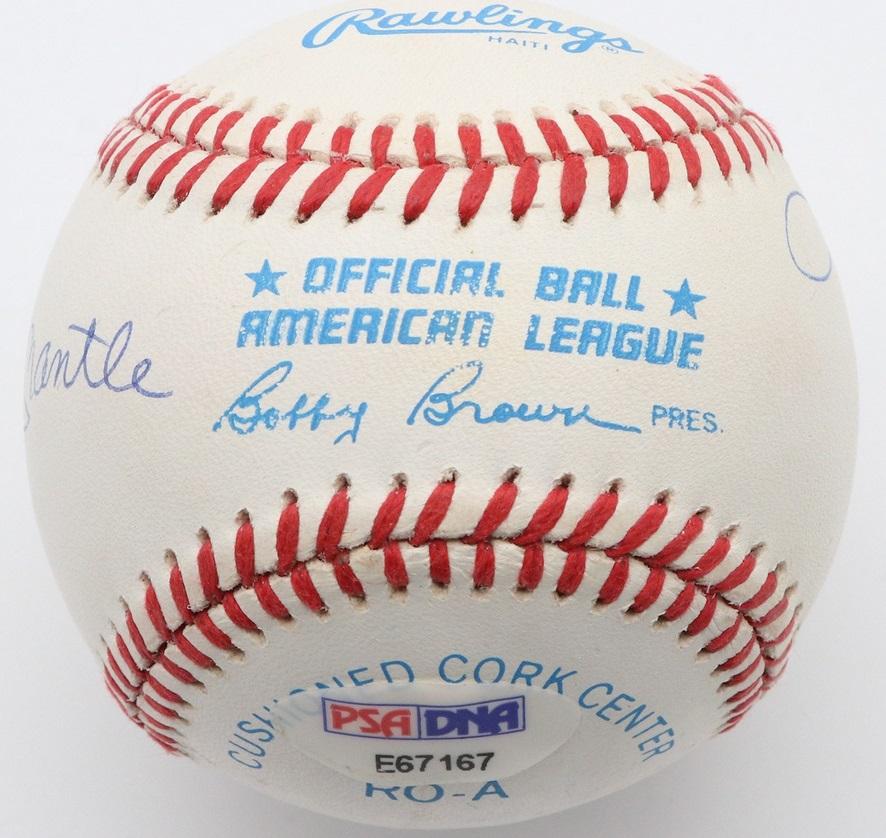 Rawlings
HAITI ®
★ OFFICIAL BALL ★
AMERICAN LEAGUE
Mantle
Bobby Brown PRES.
CUSHIONED CORK CENTER
PSA DNA
E67167
RO-A